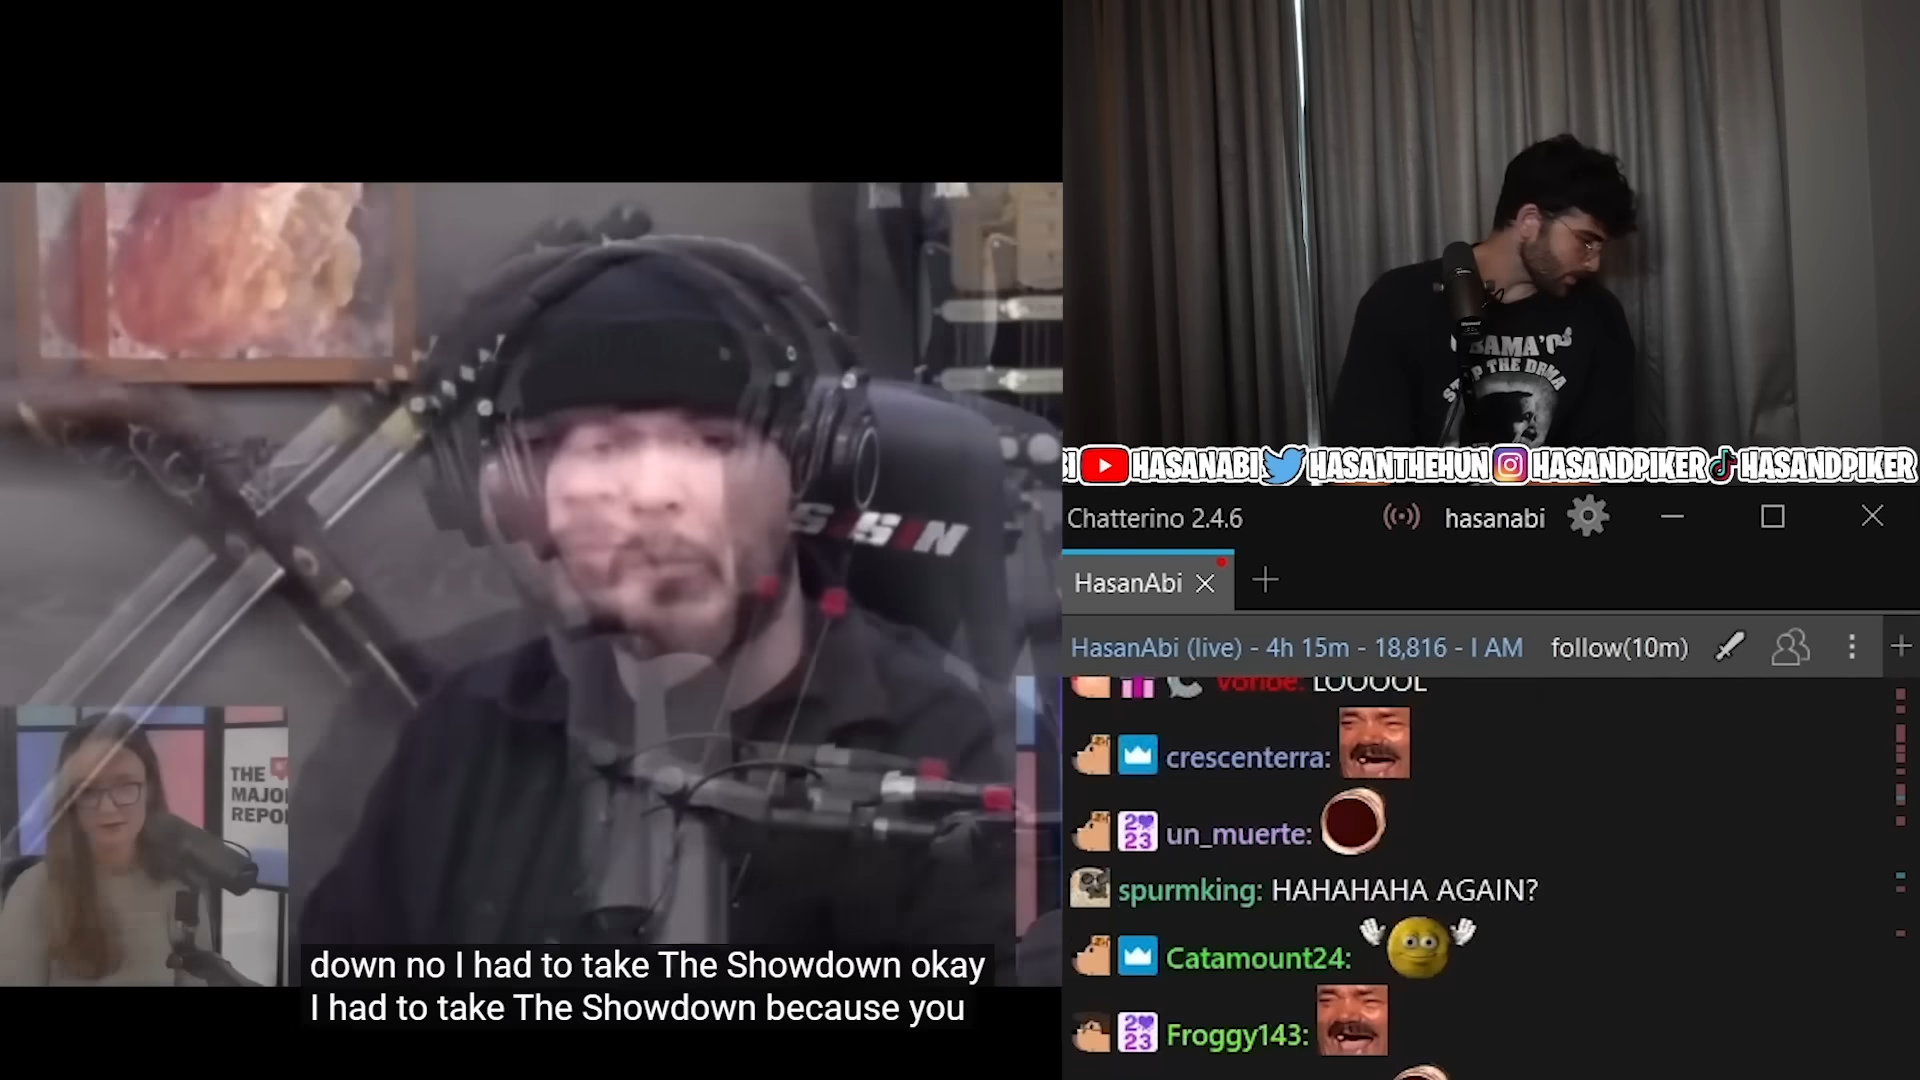 THE
MAJO
REPO
down no I had to take The Showdown okay
I had to take The Showdown because you
HASANABI HASANTHEHUN HASANDPIKER HASANDPIKER
Chatterino 2.4.6 hasanabi
HasanAbi
HasanAbi (live) - 4h 15m - 18,816 - I AM follow(10m)
LOOOOL
crescenterra:
2023 un_muerte:
spurmking: HAHAHAHA AGAIN?
Catamount24:
2023 Froggy143: